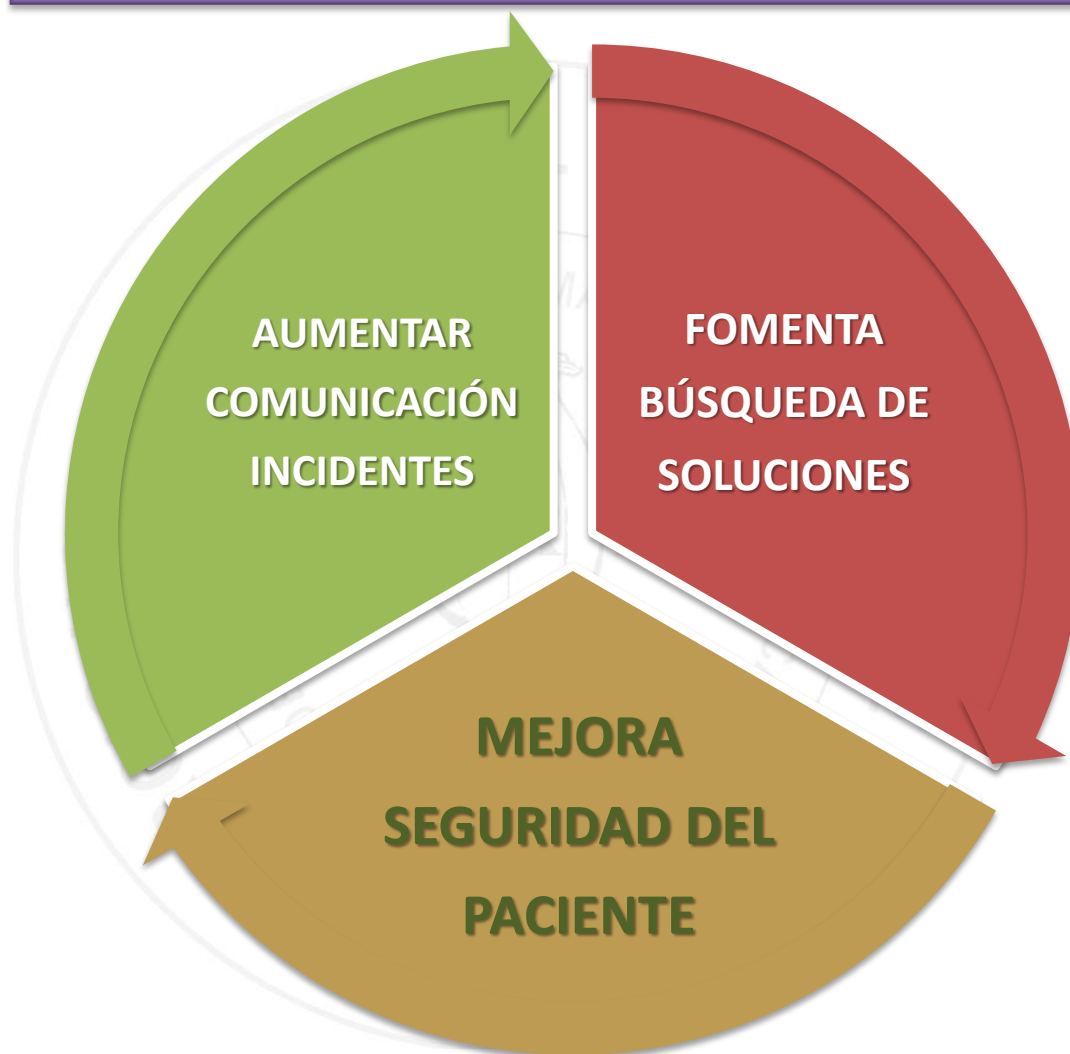 AUMENTAR
COMUNICACIÓN
INCIDENTES
FOMENTA
BÚSQUEDA DE
SOLUCIONES
MEJORA
SEGURIDAD DEL
PACIENTE